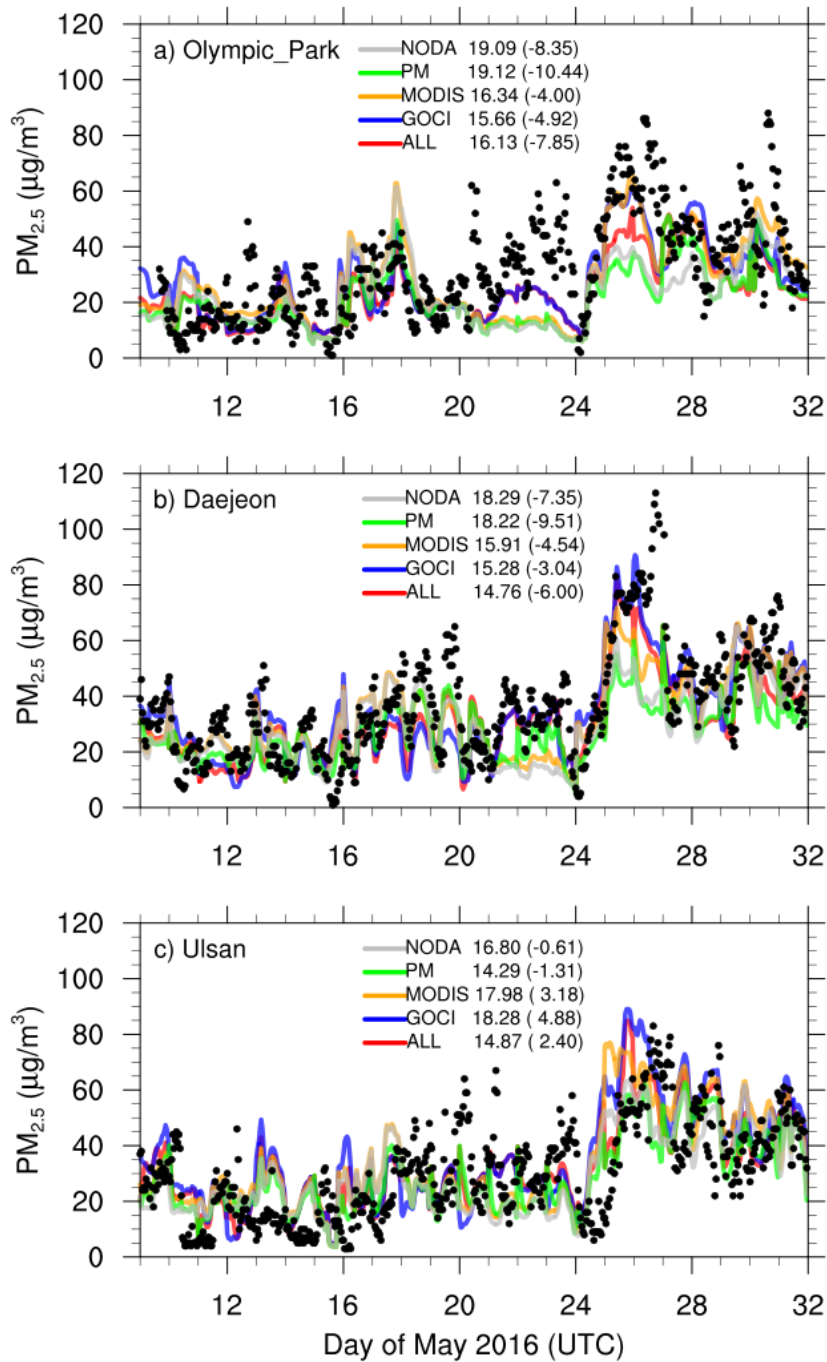 120
a) Olympic_Park
NODA 19.09 (-8.35)
PM 19.12 (-10.44)
MODIS 16.34 (-4.00)
GOCI 15.66 (-4.92)
ALL 16.13 (-7.85)
100
80
60
40
20
0
PM2.5 (µg/m³)
12 16 20 24 28 32
120
b) Daejeon
NODA 18.29 (-7.35)
PM 18.22 (-9.51)
MODIS 15.91 (-4.54)
GOCI 15.28 (-3.04)
ALL 14.76 (-6.00)
100
80
60
40
20
0
PM2.5 (µg/m³)
12 16 20 24 28 32
120
c) Ulsan
NODA 16.80 (-0.61)
PM 14.29 (-1.31)
MODIS 17.98 ( 3.18)
GOCI 18.28 ( 4.88)
ALL 14.87 ( 2.40)
100
80
60
40
20
0
PM2.5 (µg/m³)
12 16 20 24 28 32
Day of May 2016 (UTC)